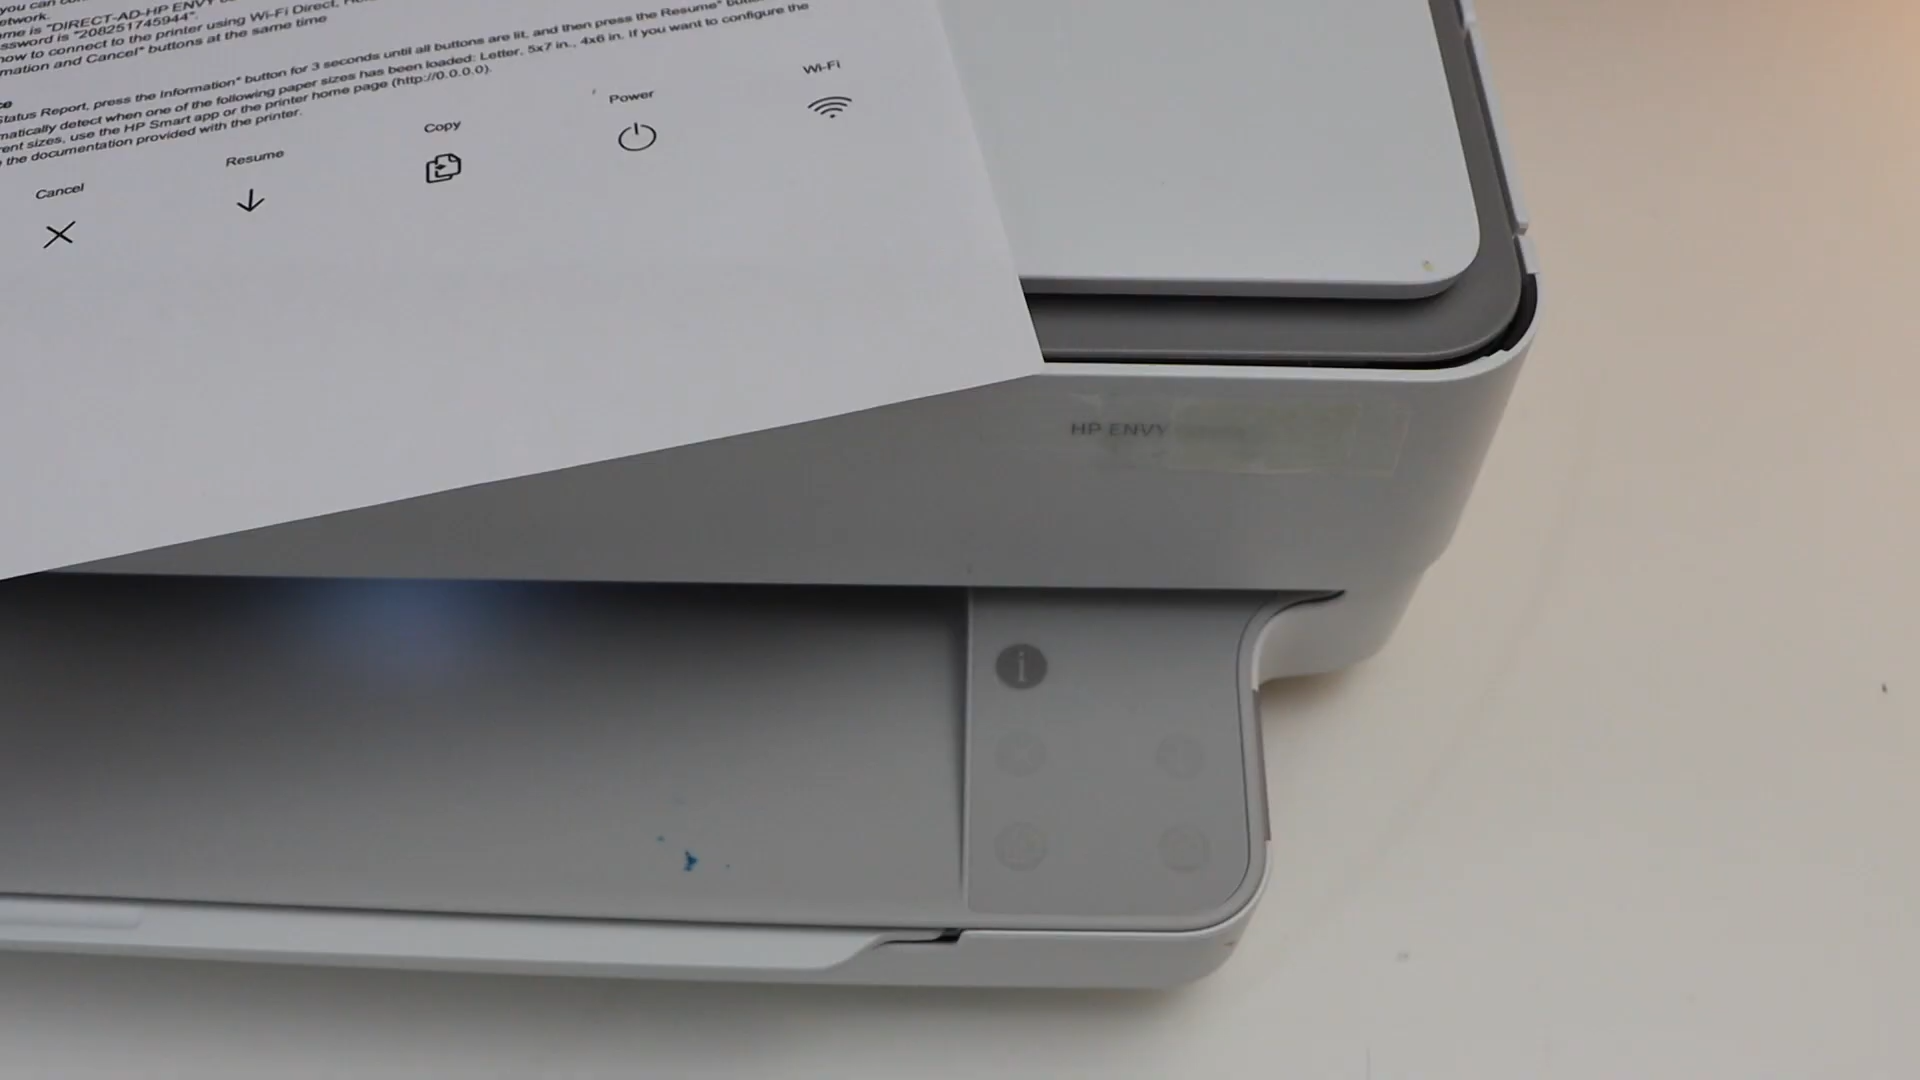 you can
etwork.
me is "DIRECT-AD-HP ENVY
ssword is "208251745944".
how to connect to the printer using Wi-Fi Direct,
mation and Cancel" buttons at the same time
ce
Status Report, press the Information" button for 3 seconds until all buttons are lit, and then press the Resume"
matically detect when one of the following paper sizes has been loaded: Letter, 5x7 in., 4x6 in. If you want to configure the
rent sizes, use the HP Smart app or the printer home page (http://0.0.0.0).
the documentation provided with the printer.
Cancel
Resume
Copy
Power
Wi-Fi
HP ENVY
i